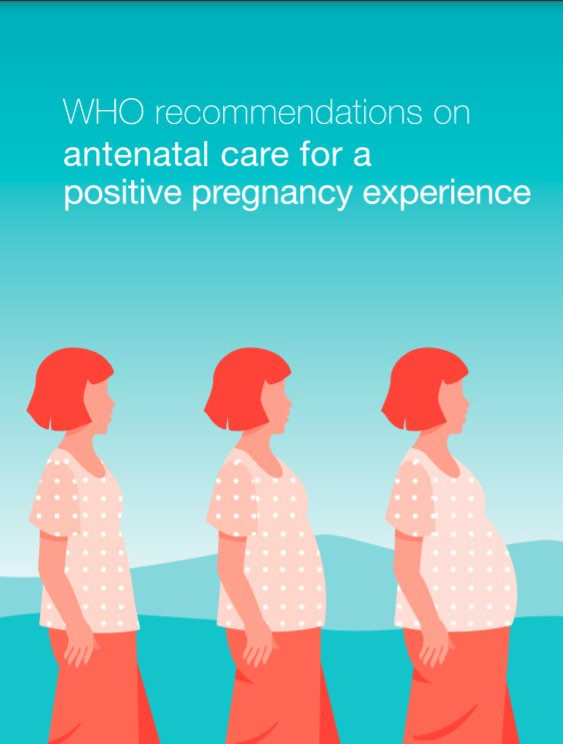 WHO recommendations on
antenatal care for a
positive pregnancy experience